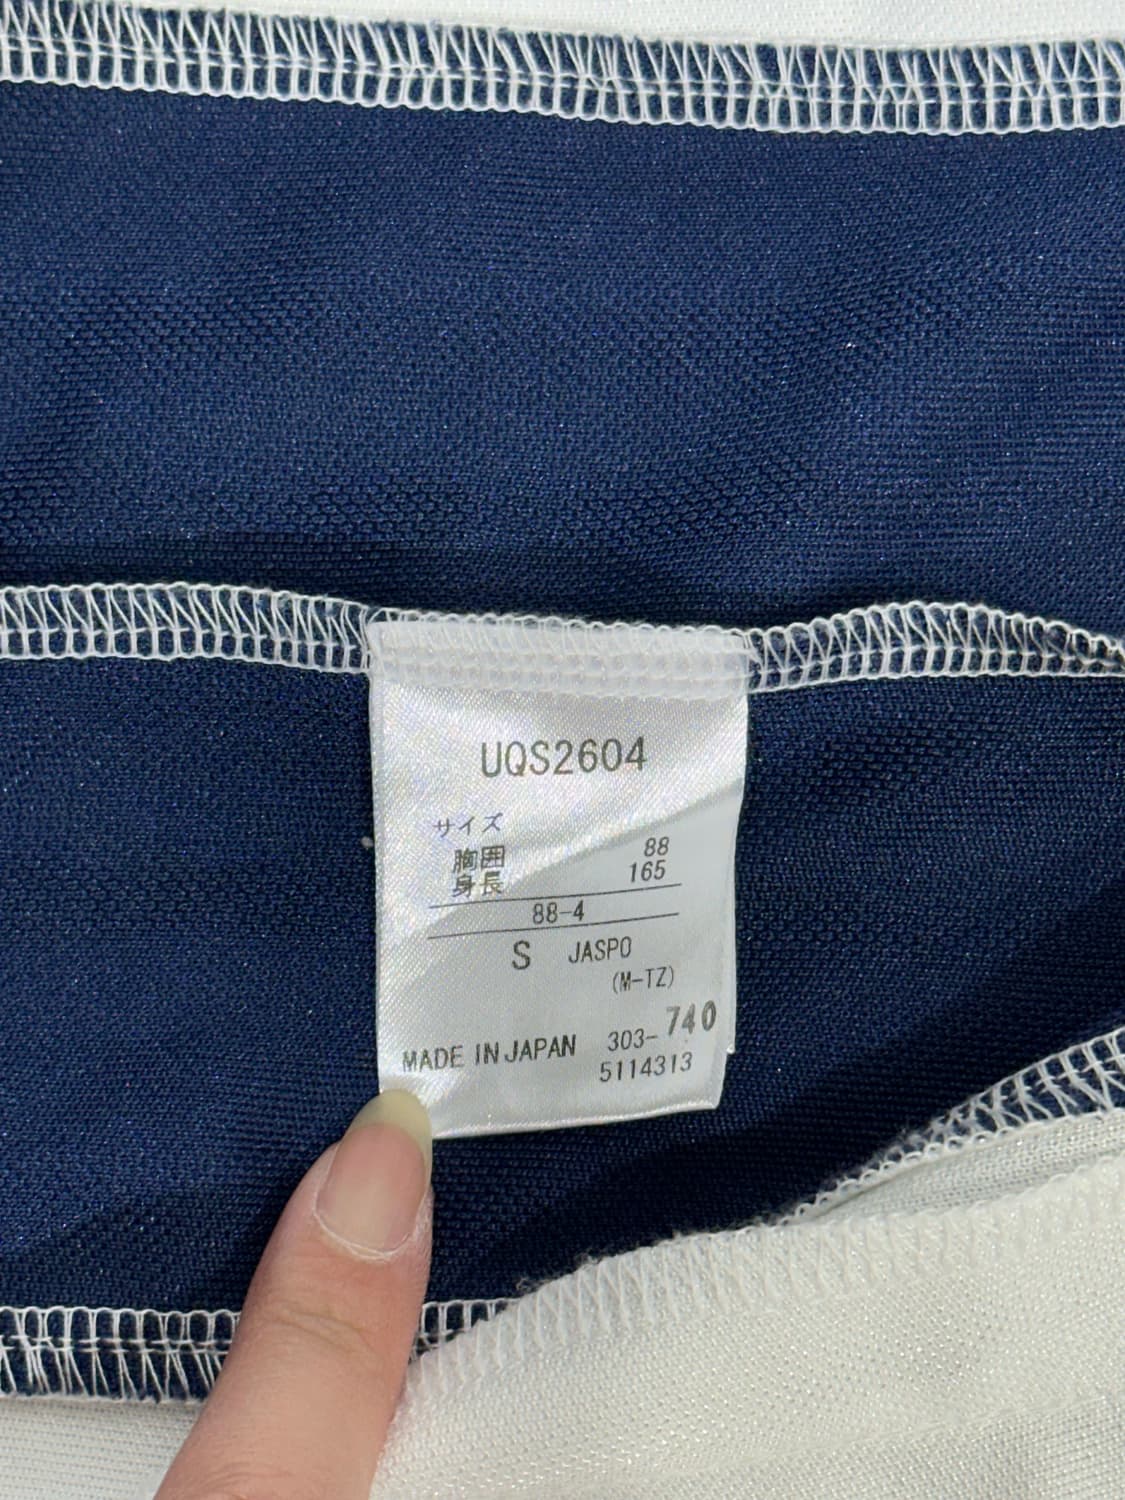 UQS2604
サイズ
胸囲 88
身長 165
88-4
S JASPO
(M-TZ)
MADE IN JAPAN 303-740
5114313